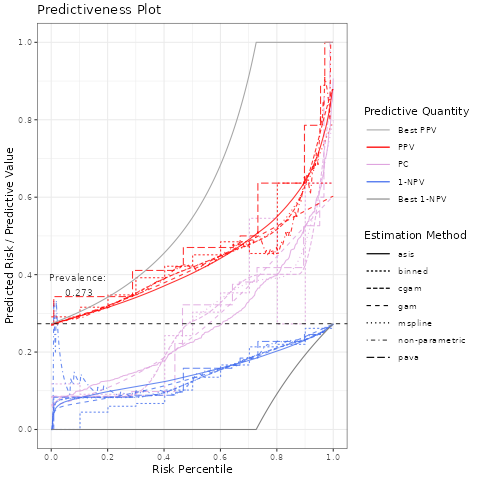 Predictiveness Plot
Predicted Risk / Predictive Value
1.0
0.8
0.6
0.4
0.2
0.0
Prevalence:
0.273
0.0 0.2 0.4 0.6 0.8 1.0
Risk Percentile
Predictive Quantity
Best PPV
PPV
PC
1-NPV
Best 1-NPV
Estimation Method
asis
binned
cgam
gam
mspline
non-parametric
pava